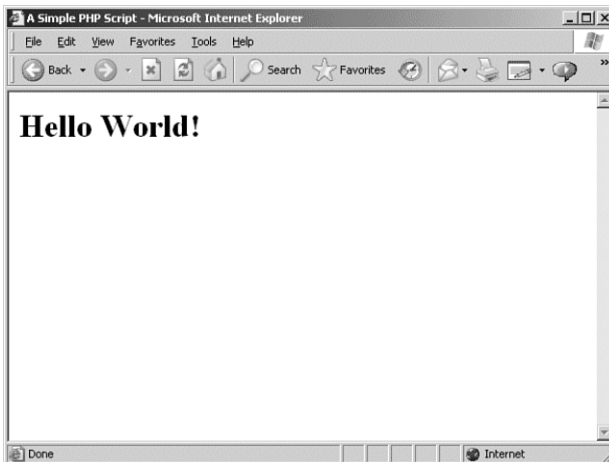 A Simple PHP Script - Microsoft Internet Explorer
File Edit View Favorites Tools Help
Back Search Favorites »
Hello World!
Done Internet